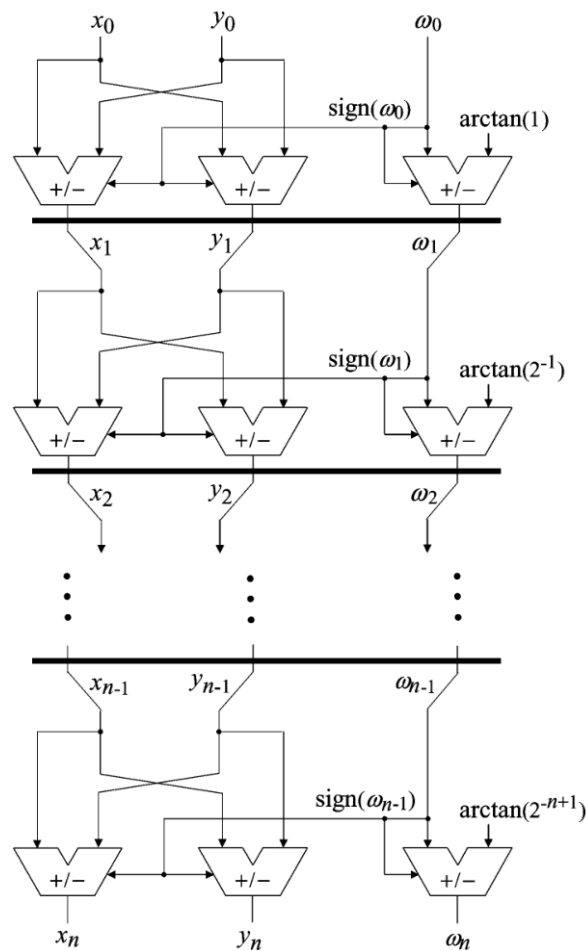 x₀ y₀ ω₀
sign(ω₀) arctan(1)
+/− +/− +/−
x₁ y₁ ω₁
sign(ω₁) arctan(2⁻¹)
+/− +/− +/−
x₂ y₂ ω₂
xₙ₋₁ yₙ₋₁ ωₙ₋₁
sign(ωₙ₋₁) arctan(2⁻ⁿ⁺¹)
+/− +/− +/−
xₙ yₙ ωₙ